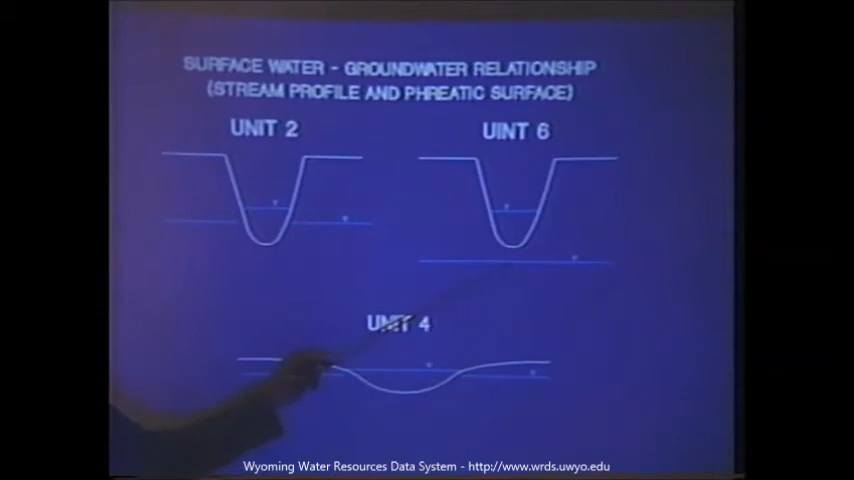 SURFACE WATER - GROUNDWATER RELATIONSHIP
(STREAM PROFILE AND PHREATIC SURFACE)
UNIT 2
UINT 6
UNIT 4
Wyoming Water Resources Data System - http://www.wrds.uwyo.edu